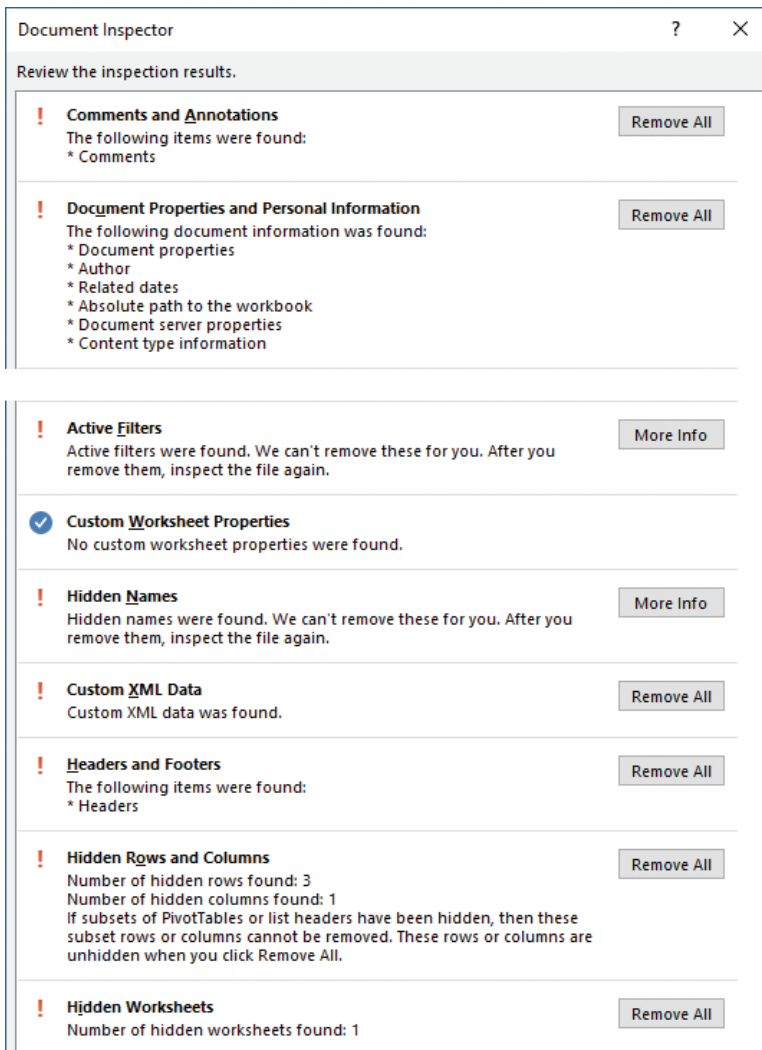 Document Inspector ? ✕
Review the inspection results.
! Comments and Annotations Remove All
The following items were found:
* Comments
! Document Properties and Personal Information Remove All
The following document information was found:
* Document properties
* Author
* Related dates
* Absolute path to the workbook
* Document server properties
* Content type information
! Active Filters More Info
Active filters were found. We can't remove these for you. After you
remove them, inspect the file again.
Custom Worksheet Properties
No custom worksheet properties were found.
! Hidden Names More Info
Hidden names were found. We can't remove these for you. After you
remove them, inspect the file again.
! Custom XML Data Remove All
Custom XML data was found.
! Headers and Footers Remove All
The following items were found:
* Headers
! Hidden Rows and Columns Remove All
Number of hidden rows found: 3
Number of hidden columns found: 1
If subsets of PivotTables or list headers have been hidden, then these
subset rows or columns cannot be removed. These rows or columns are
unhidden when you click Remove All.
! Hidden Worksheets Remove All
Number of hidden worksheets found: 1